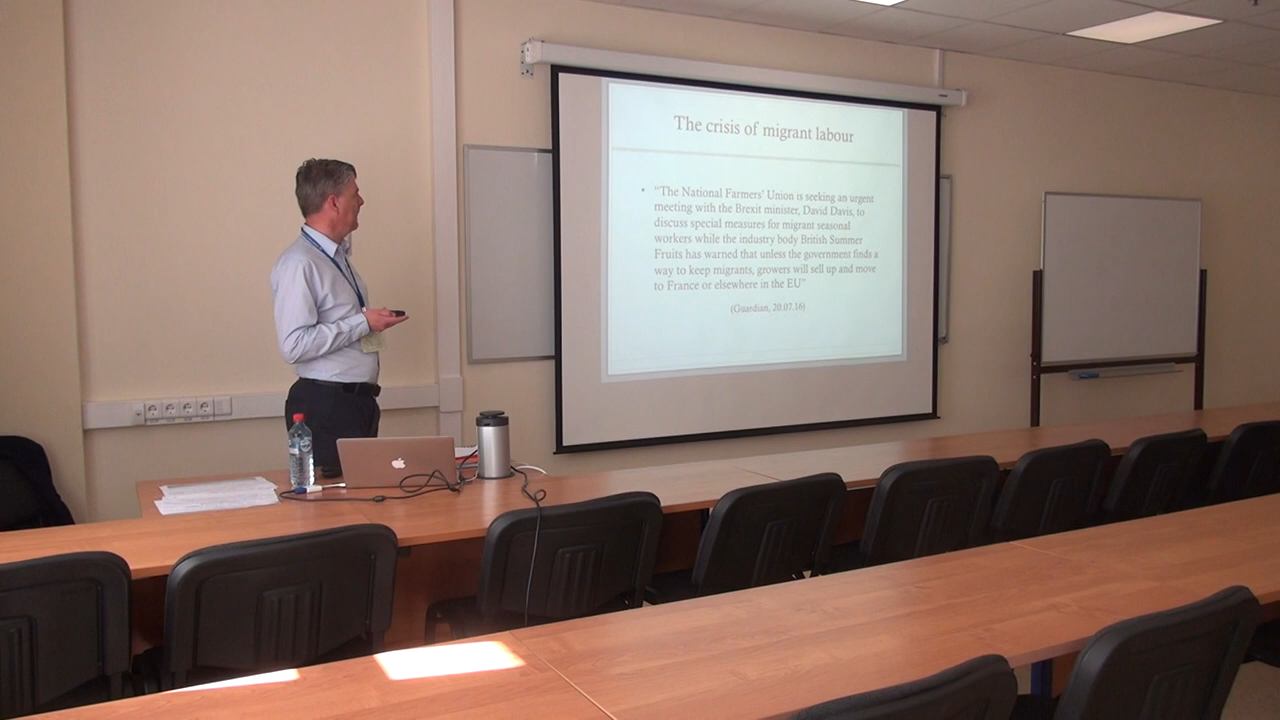 The crisis of migrant labour
• “The National Farmers’ Union is seeking an urgent
meeting with the Brexit minister, David Davis, to
discuss special measures for migrant seasonal
workers while the industry body British Summer
Fruits has warned that unless the government finds a
way to keep migrants, growers will sell up and move
to France or elsewhere in the EU”
(Guardian, 20.07.16)